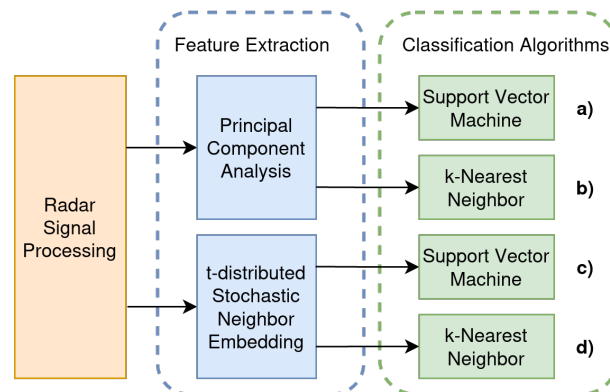 Feature Extraction
Classification Algorithms
Radar
Signal
Processing
Principal
Component
Analysis
t-distributed
Stochastic
Neighbor
Embedding
Support Vector
Machine
a)
k-Nearest
Neighbor
b)
Support Vector
Machine
c)
k-Nearest
Neighbor
d)